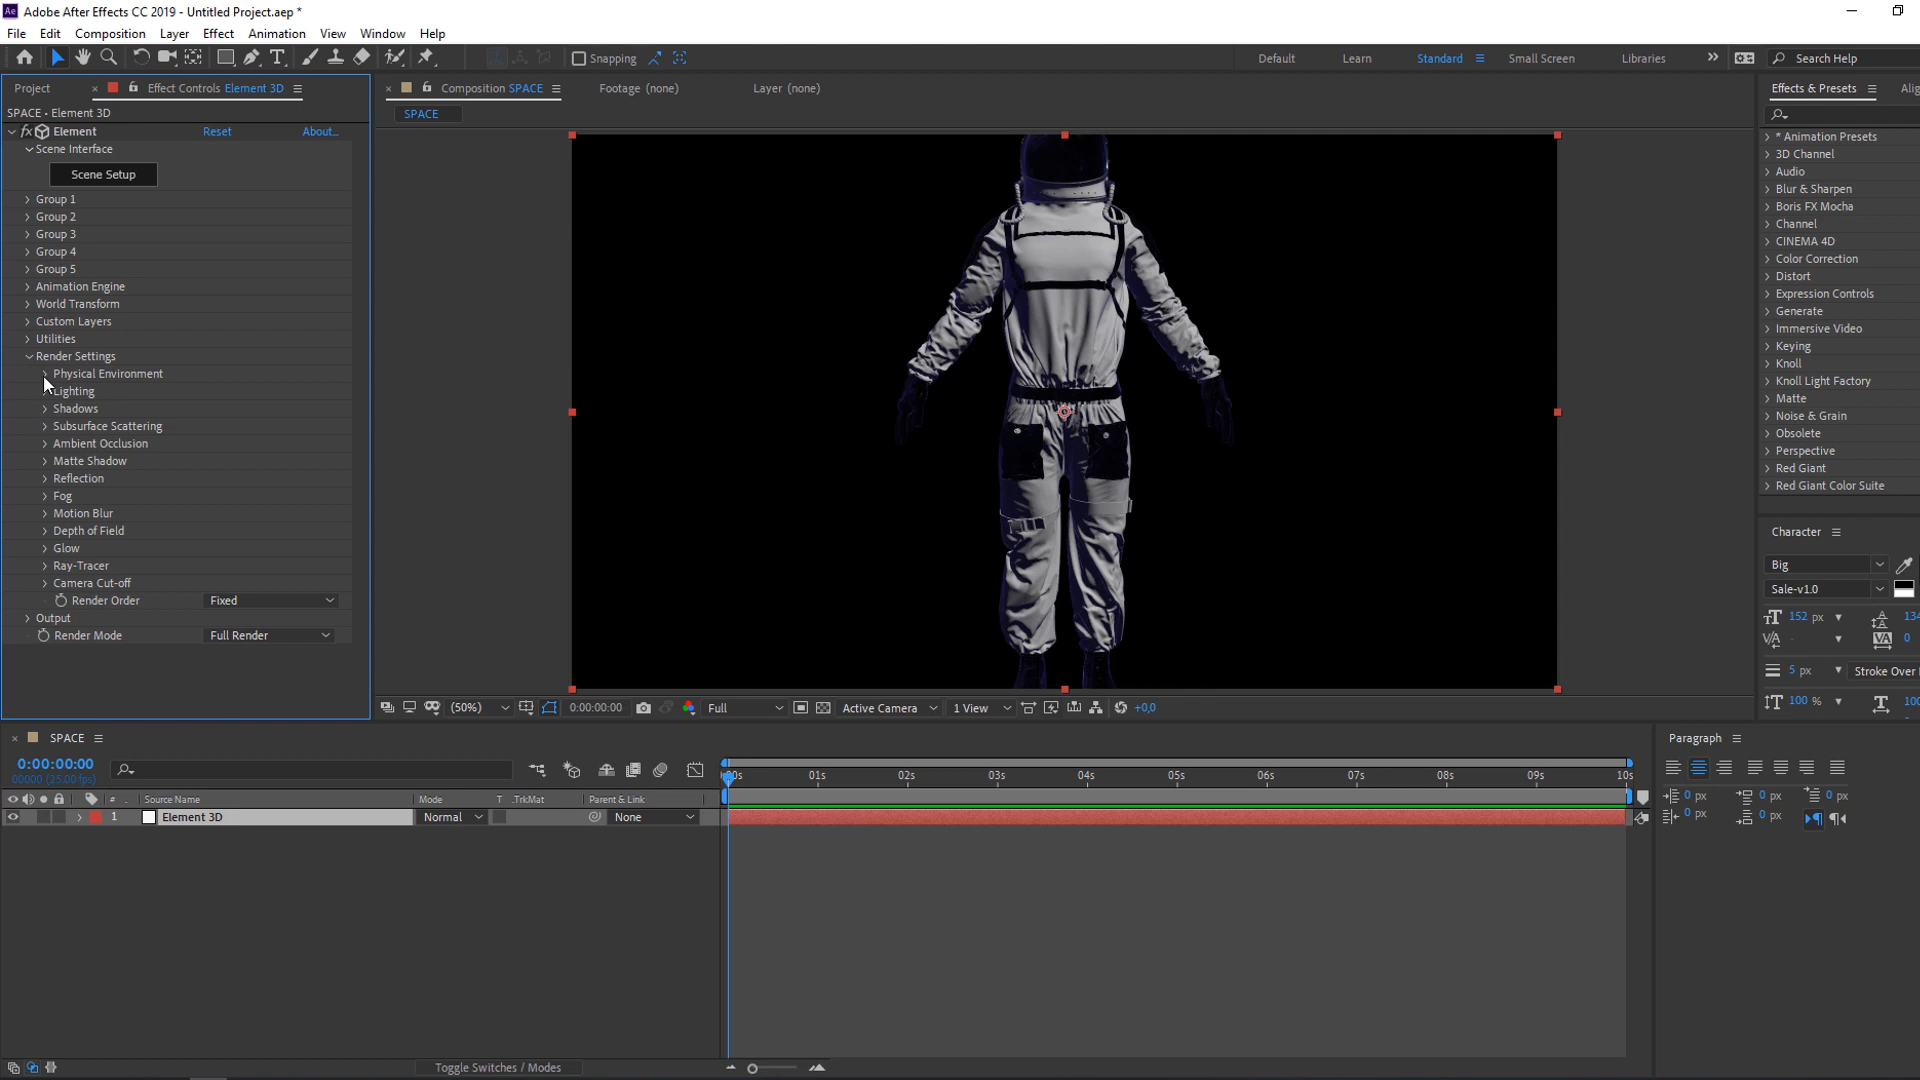 Adobe After Effects CC 2019 - Untitled Project.aep *
File Edit Composition Layer Effect Animation View Window Help
Snapping
Default Learn Standard Small Screen Libraries Search Help
Project Effect Controls Element 3D
SPACE • Element 3D
Element Reset About...
Scene Interface
Scene Setup
Group 1
Group 2
Group 3
Group 4
Group 5
Animation Engine
World Transform
Custom Layers
Utilities
Render Settings
Physical Environment
Lighting
Shadows
Subsurface Scattering
Ambient Occlusion
Matte Shadow
Reflection
Fog
Motion Blur
Depth of Field
Glow
Ray-Tracer
Camera Cut-off
Render Order Fixed
Output
Render Mode Full Render
Composition SPACE Footage (none) Layer (none)
SPACE
(50%) 0:00:00:00 Full Active Camera 1 View +0,0
Effects & Presets Alig
* Animation Presets
3D Channel
Audio
Blur & Sharpen
Boris FX Mocha
Channel
CINEMA 4D
Color Correction
Distort
Expression Controls
Generate
Immersive Video
Keying
Knoll
Knoll Light Factory
Matte
Noise & Grain
Obsolete
Perspective
Red Giant
Red Giant Color Suite
Character
Big
Sale-v1.0
152 px 134
VA - VA 0
5 px Stroke Over
100 % 100
SPACE
0:00:00:00
00000 (25.00 fps)
# Source Name Mode T .TrkMat Parent & Link
1 Element 3D Normal None
:00s 01s 02s 03s 04s 05s 06s 07s 08s 09s 10s
Toggle Switches / Modes
Paragraph
0 px 0 px 0 px
0 px 0 px